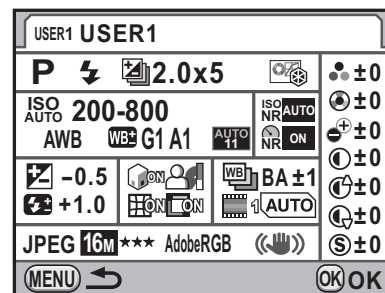 USER1 USER1
P 2.0x5 ±0
ISO AUTO 200-800 ISO NR AUTO ±0
AWB WB± G1 A1 AUTO 11 NR ON ±0
-0.5 ON WB BA ±1 ±0
+1.0 ON ON 1 AUTO ±0
±0
JPEG 16M ★★★ AdobeRGB S ±0
MENU OK OK